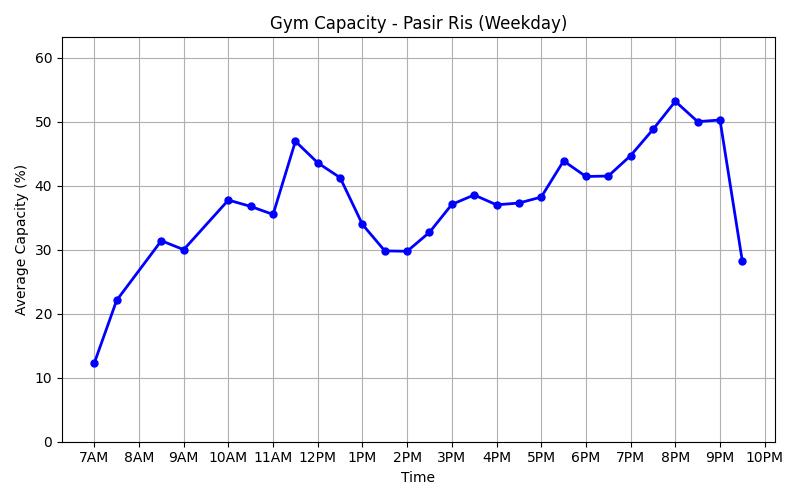 Gym Capacity - Pasir Ris (Weekday)
Average Capacity (%)
60
50
40
30
20
10
0
7AM 8AM 9AM 10AM 11AM 12PM 1PM 2PM 3PM 4PM 5PM 6PM 7PM 8PM 9PM 10PM
Time